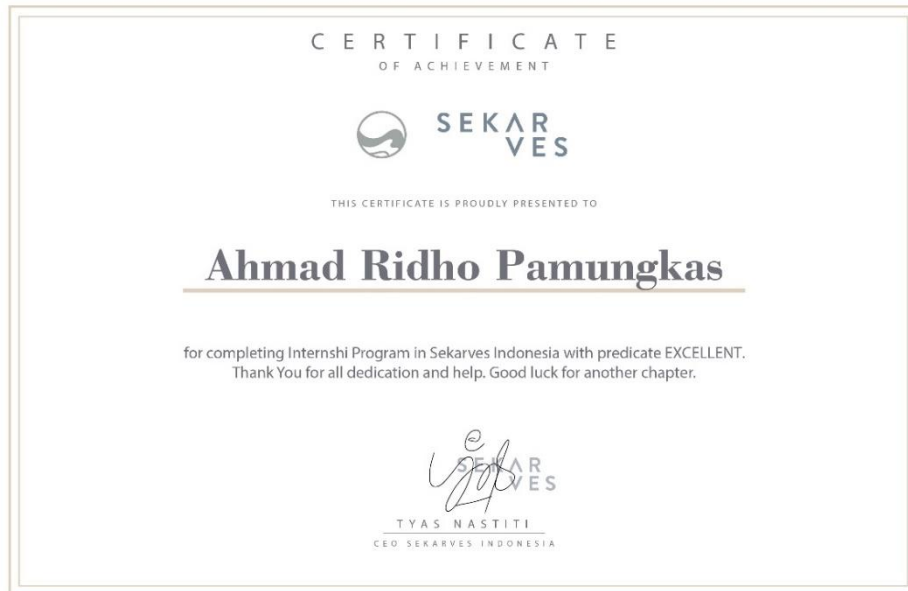 CERTIFICATE
OF ACHIEVEMENT
SEKAR
VES
THIS CERTIFICATE IS PROUDLY PRESENTED TO
Ahmad Ridho Pamungkas
for completing Internshi Program in Sekarves Indonesia with predicate EXCELLENT.
Thank You for all dedication and help. Good luck for another chapter.
SEKAR
VES
TYAS NASTITI
CEO SEKARVES INDONESIA